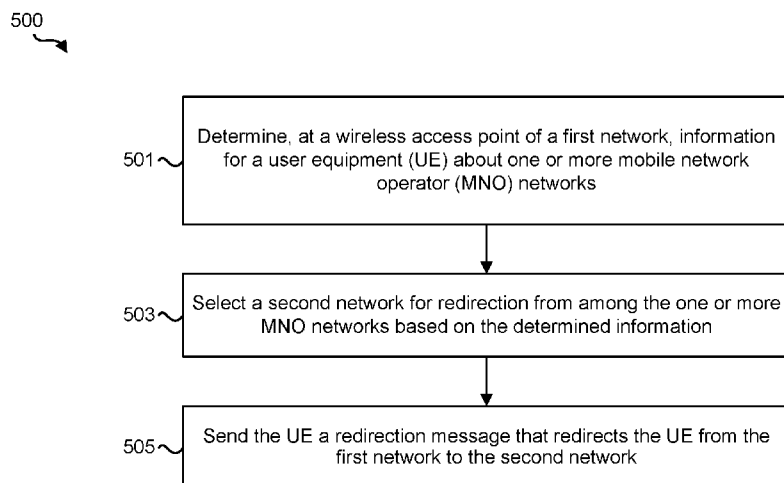 500
Determine, at a wireless access point of a first network, information
for a user equipment (UE) about one or more mobile network
operator (MNO) networks
501
Select a second network for redirection from among the one or more
MNO networks based on the determined information
503
Send the UE a redirection message that redirects the UE from the
first network to the second network
505